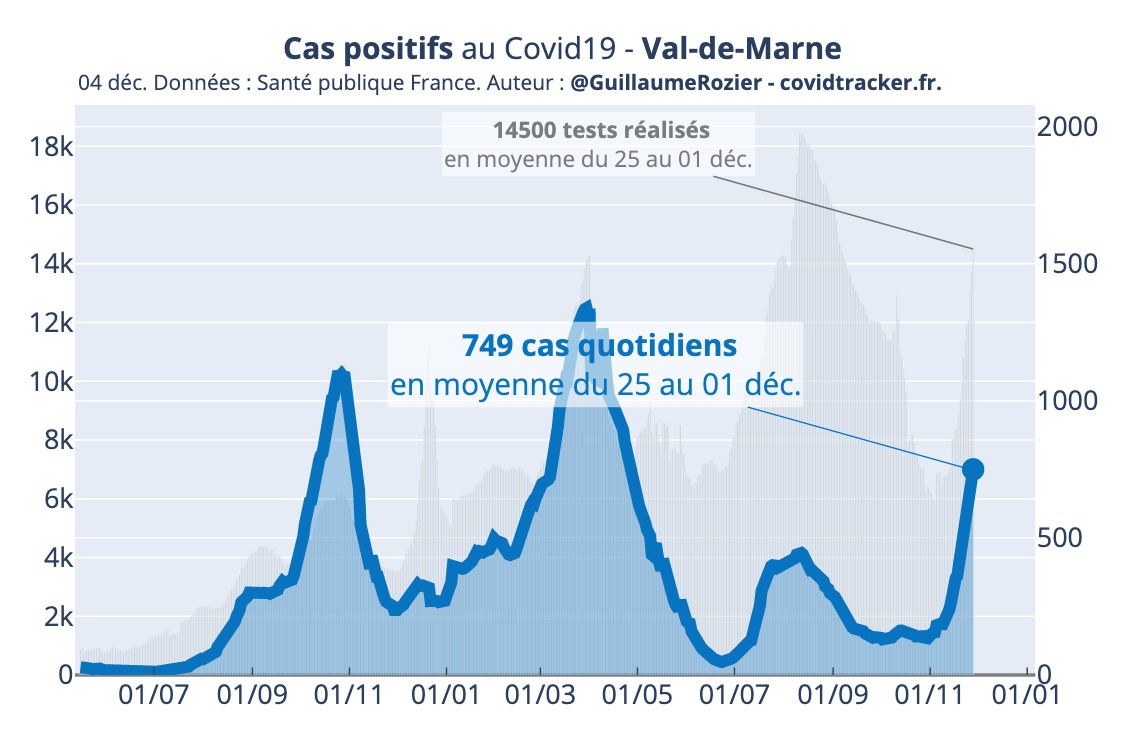 Cas positifs au Covid19 - Val-de-Marne
04 déc. Données : Santé publique France. Auteur : @GuillaumeRozier - covidtracker.fr.
14500 tests réalisés
en moyenne du 25 au 01 déc.
749 cas quotidiens
en moyenne du 25 au 01 déc.
18k
16k
14k
12k
10k
8k
6k
4k
2k
0
2000
1500
1000
500
0
01/07 01/09 01/11 01/01 01/03 01/05 01/07 01/09 01/11 01/01